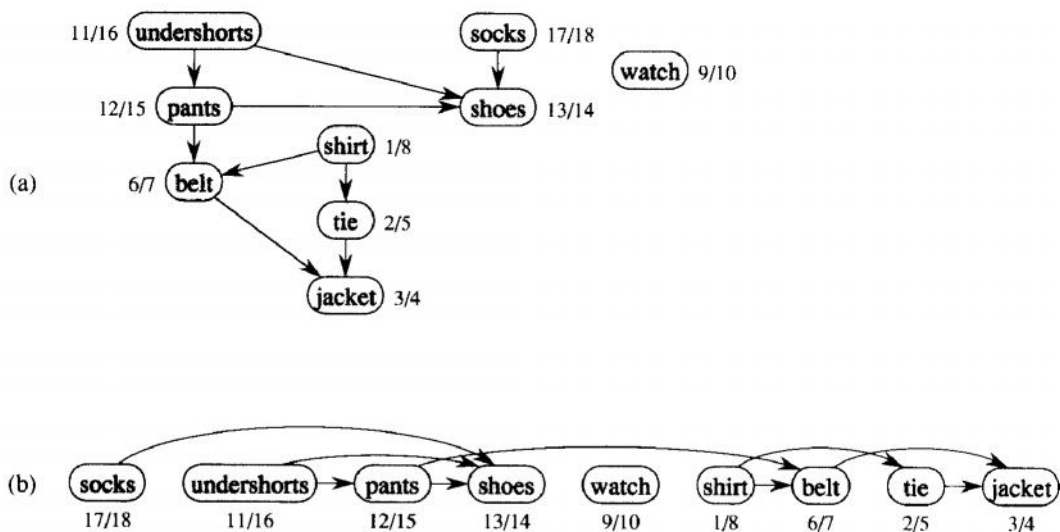 11/16 undershorts socks 17/18
watch 9/10
12/15 pants shoes 13/14
shirt 1/8
(a) 6/7 belt
tie 2/5
jacket 3/4
(b) socks undershorts pants shoes watch shirt belt tie jacket
17/18 11/16 12/15 13/14 9/10 1/8 6/7 2/5 3/4